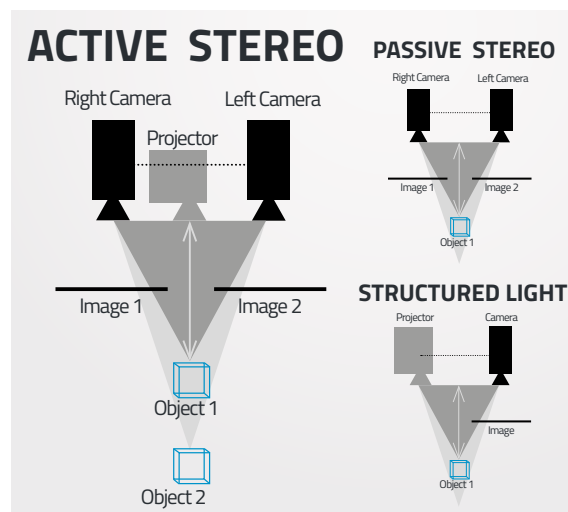 ACTIVE STEREO
Right Camera
Left Camera
Projector
Image 1
Image 2
Object 1
Object 2
PASSIVE STEREO
Right Camera
Left Camera
Image 1
Image 2
Object 1
STRUCTURED LIGHT
Projector
Camera
Image
Object 1